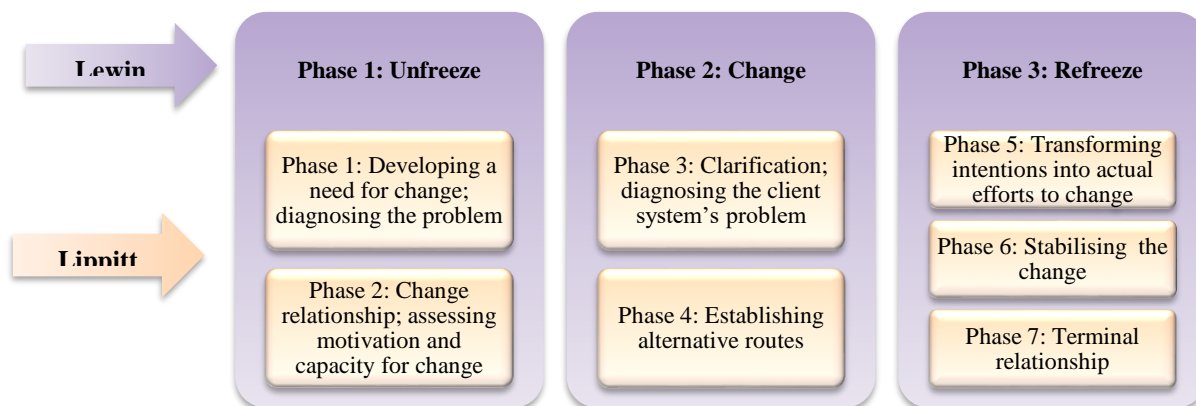 Lewin
Phase 1: Unfreeze
Phase 2: Change
Phase 3: Refreeze
Lippitt
Phase 1: Developing a
need for change;
diagnosing the problem
Phase 2: Change
relationship; assessing
motivation and
capacity for change
Phase 3: Clarification;
diagnosing the client
system’s problem
Phase 4: Establishing
alternative routes
Phase 5: Transforming
intentions into actual
efforts to change
Phase 6: Stabilising the
change
Phase 7: Terminal
relationship